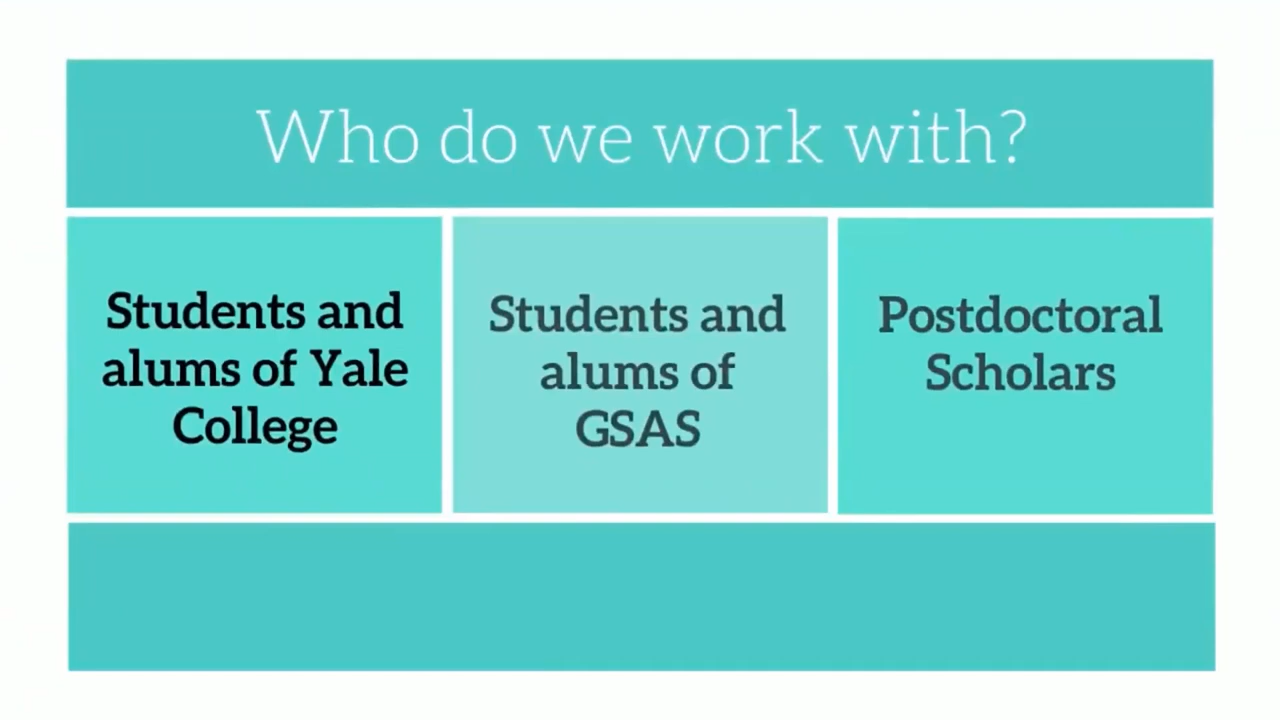 Who do we work with?
Students and
alums of Yale
College
Students and
alums of
GSAS
Postdoctoral
Scholars